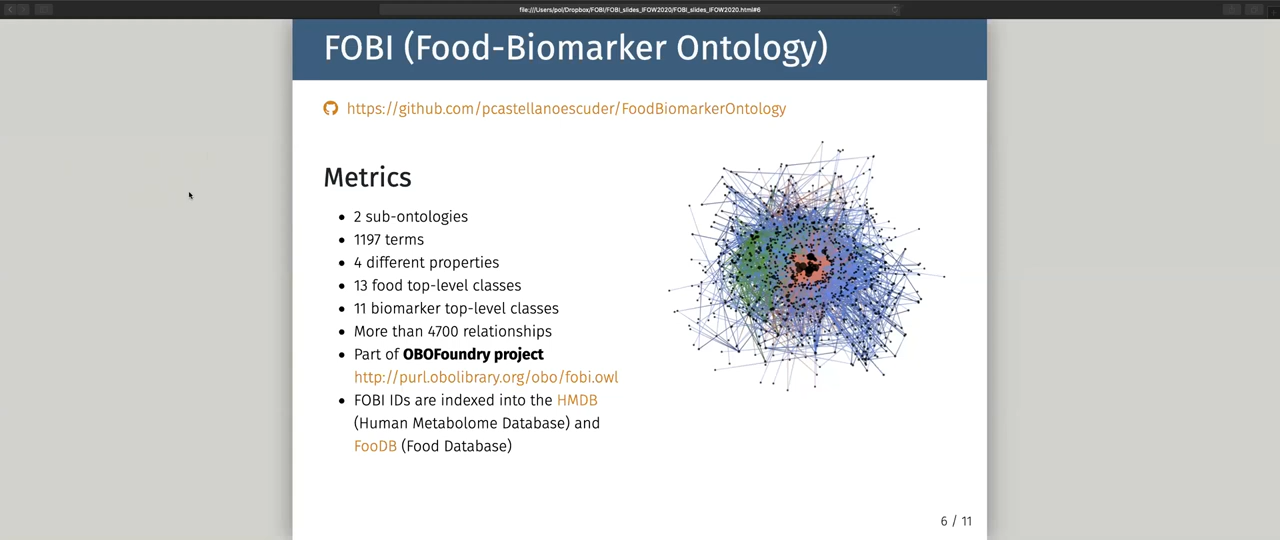 file:///Users/pol/Dropbox/FOBI/FOBI_slides_IFOW2020/FOBI_slides_IFOW2020.html#6
FOBI (Food-Biomarker Ontology)
https://github.com/pcastellanoescuder/FoodBiomarkerOntology
Metrics
• 2 sub-ontologies
• 1197 terms
• 4 different properties
• 13 food top-level classes
• 11 biomarker top-level classes
• More than 4700 relationships
• Part of OBOFoundry project
http://purl.obolibrary.org/obo/fobi.owl
• FOBI IDs are indexed into the HMDB
(Human Metabolome Database) and
FooDB (Food Database)
6 / 11